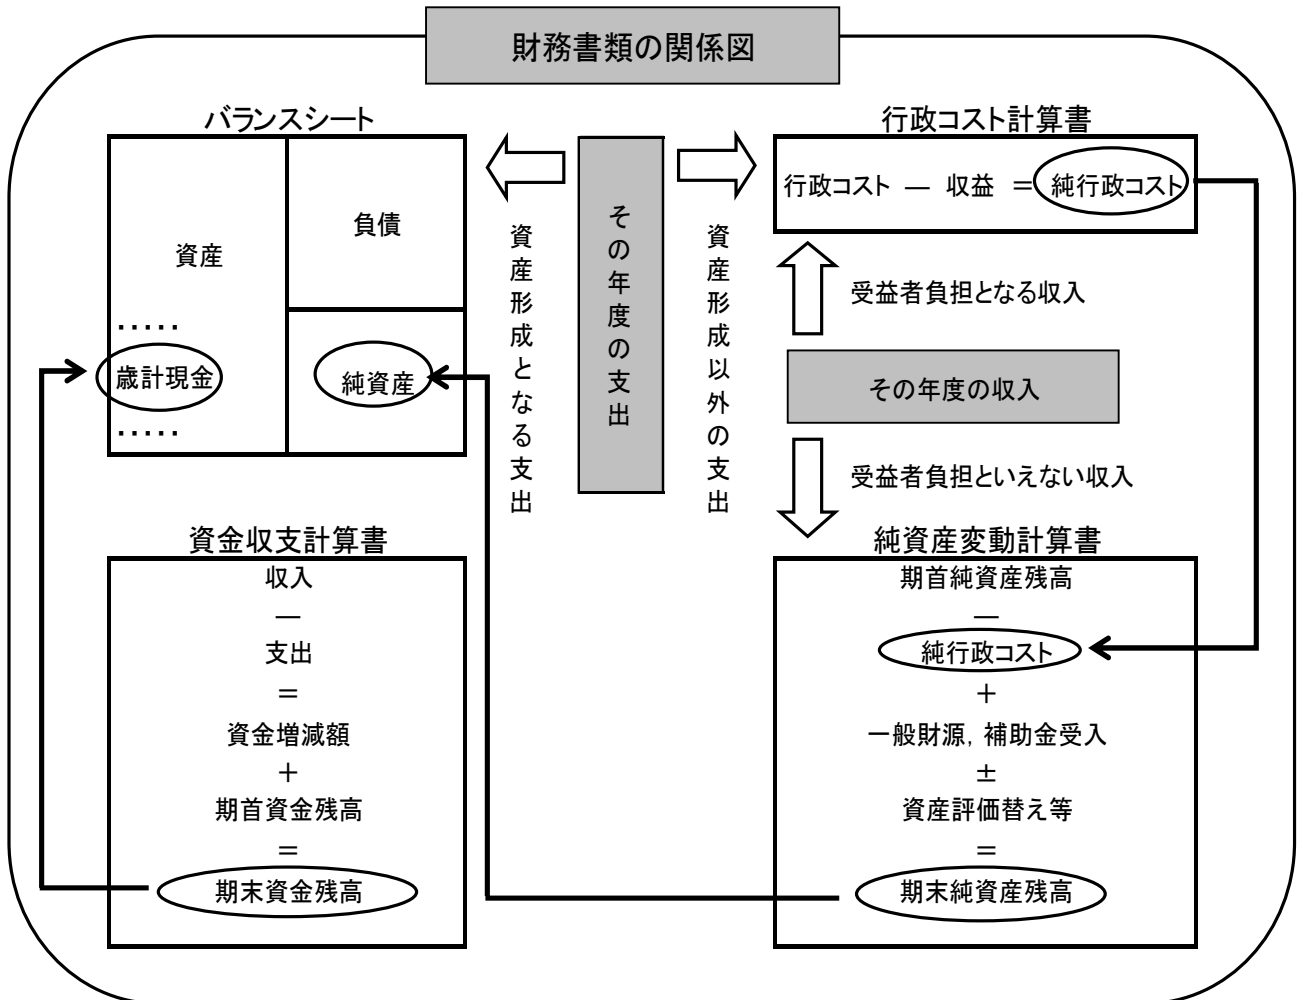 財務書類の関係図
バランスシート
資産
負債
・・・・・
歳計現金
・・・・・
純資産
資産形成となる支出
その年度の支出
資産形成以外の支出
行政コスト計算書
行政コスト ― 収益 ＝ 純行政コスト
受益者負担となる収入
その年度の収入
受益者負担といえない収入
資金収支計算書
収入
―
支出
＝
資金増減額
＋
期首資金残高
＝
期末資金残高
純資産変動計算書
期首純資産残高
―
純行政コスト
＋
一般財源，補助金受入
±
資産評価替え等
＝
期末純資産残高